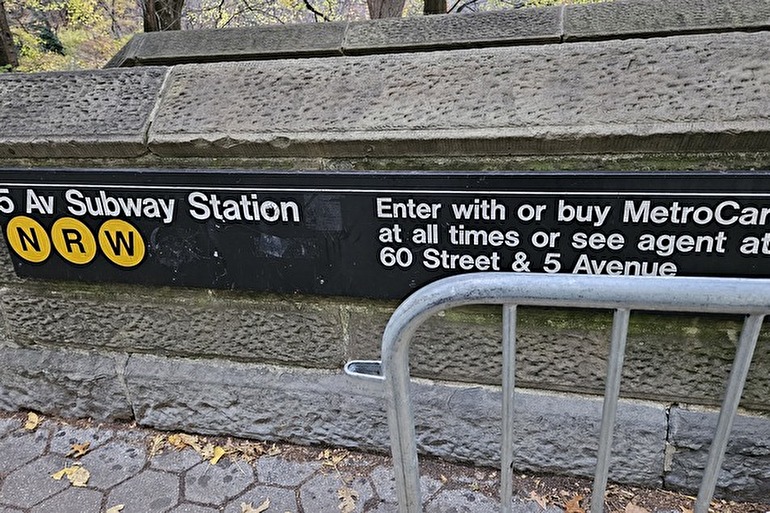 5 Av Subway Station
N R W
Enter with or buy MetroCar
at all times or see agent at
60 Street & 5 Avenue